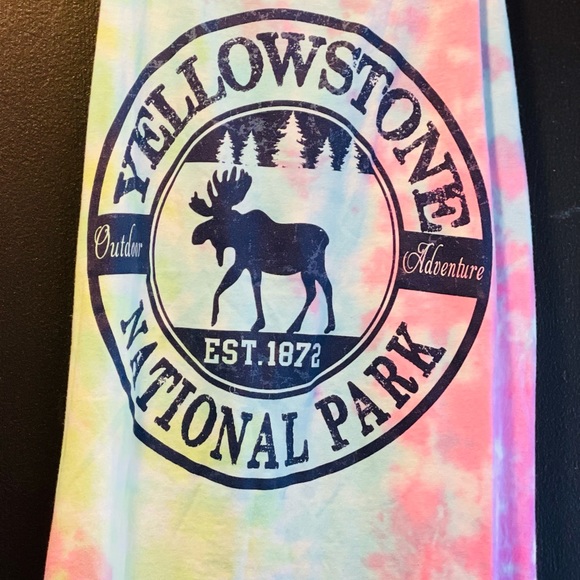 YELLOWSTONE
Outdoor
Adventure
EST.1872
NATIONAL PARK